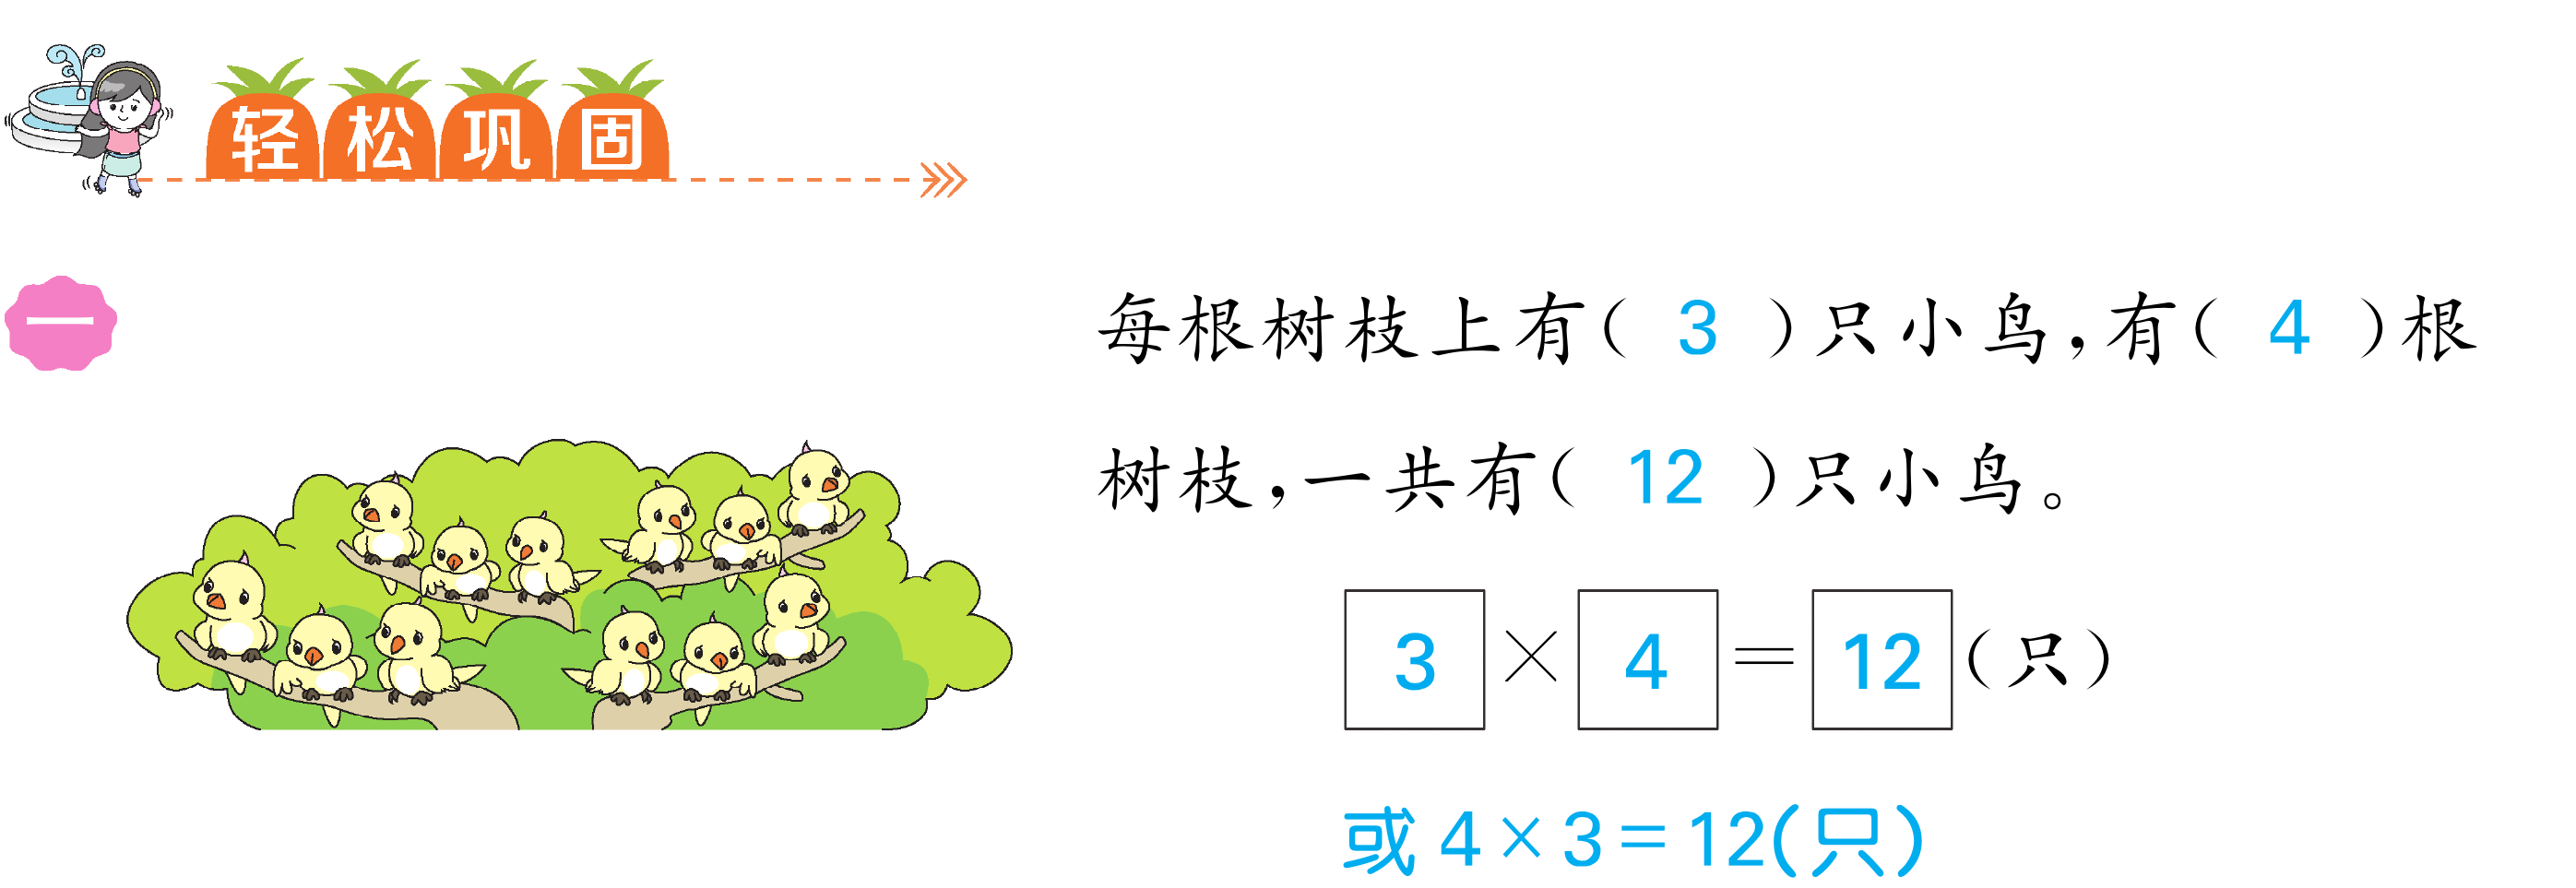 轻松巩固
一
每根树枝上有( 3 )只小鸟,有( 4 )根
树枝,一共有( 12 )只小鸟。
3 × 4 = 12 (只)
或 4×3=12(只)